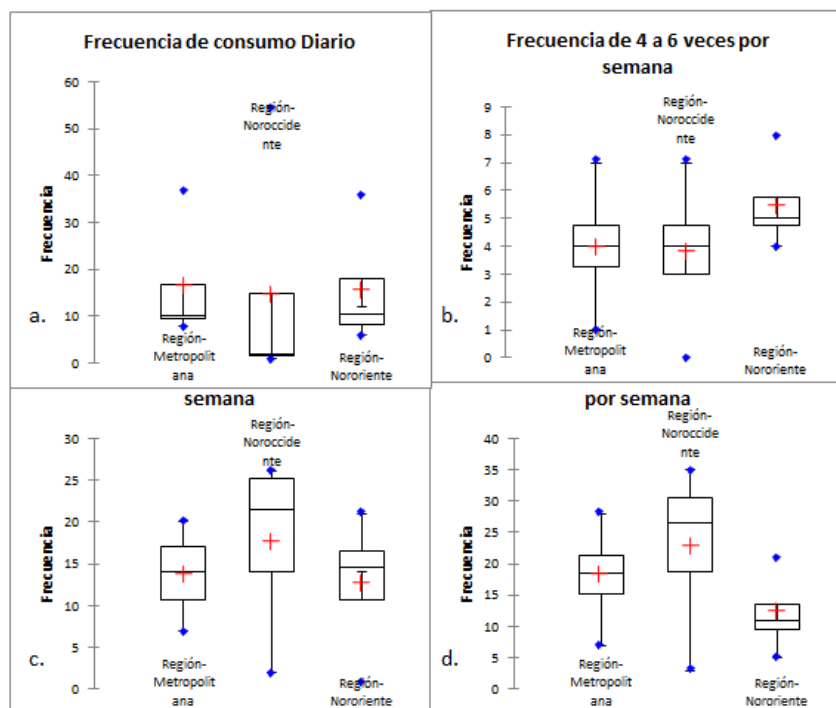 Frecuencia de consumo Diario
60
50
40
30
20
10
0
Frecuencia
Región-
Noroccide
nte
Región-
Metropolit
ana
Región-
Nororiente
a.
Frecuencia de 4 a 6 veces por
semana
9
8
7
6
5
4
3
2
1
0
Frecuencia
Región-
Noroccide
nte
Región-
Metropolit
ana
Región-
Nororiente
b.
semana
30
25
20
15
10
5
0
Frecuencia
Región-
Noroccide
nte
Región-
Metropolit
ana
Región-
Nororiente
c.
por semana
40
35
30
25
20
15
10
5
0
Frecuencia
Región-
Noroccide
nte
Región-
Metropolit
ana
Región-
Nororiente
d.